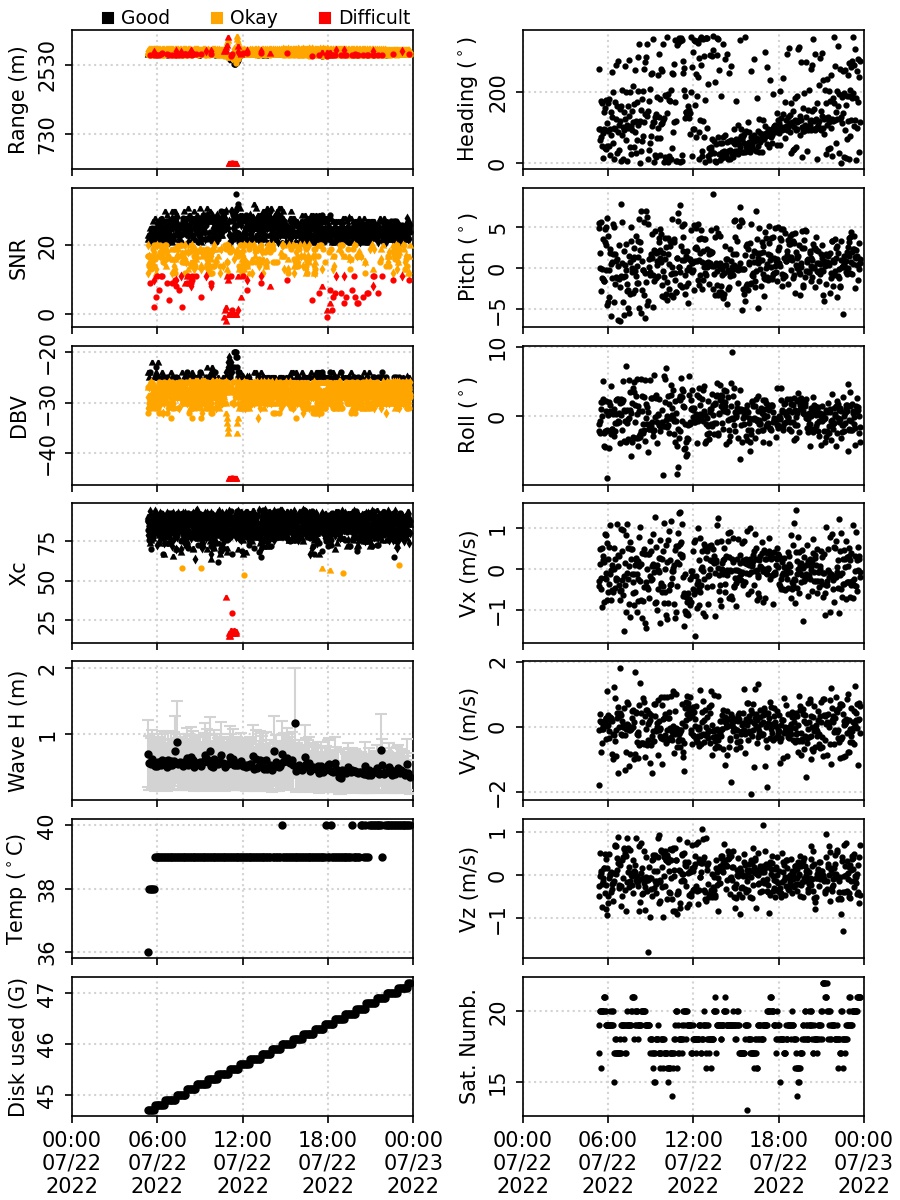 Good Okay Difficult
Range (m)
2530
730
Heading (°)
200
0
SNR
20
0
Pitch (°)
5
0
−5
DBV
−20
−30
−40
Roll (°)
10
0
Xc
75
50
25
Vx (m/s)
1
0
−1
Wave H (m)
2
1
Vy (m/s)
2
0
−2
Temp (°C)
40
38
36
Vz (m/s)
1
0
−1
Disk used (G)
47
46
45
Sat. Numb.
20
15
00:00 06:00 12:00 18:00 00:00
07/22 07/22 07/22 07/22 07/23
2022 2022 2022 2022 2022
00:00 06:00 12:00 18:00 00:00
07/22 07/22 07/22 07/22 07/23
2022 2022 2022 2022 2022